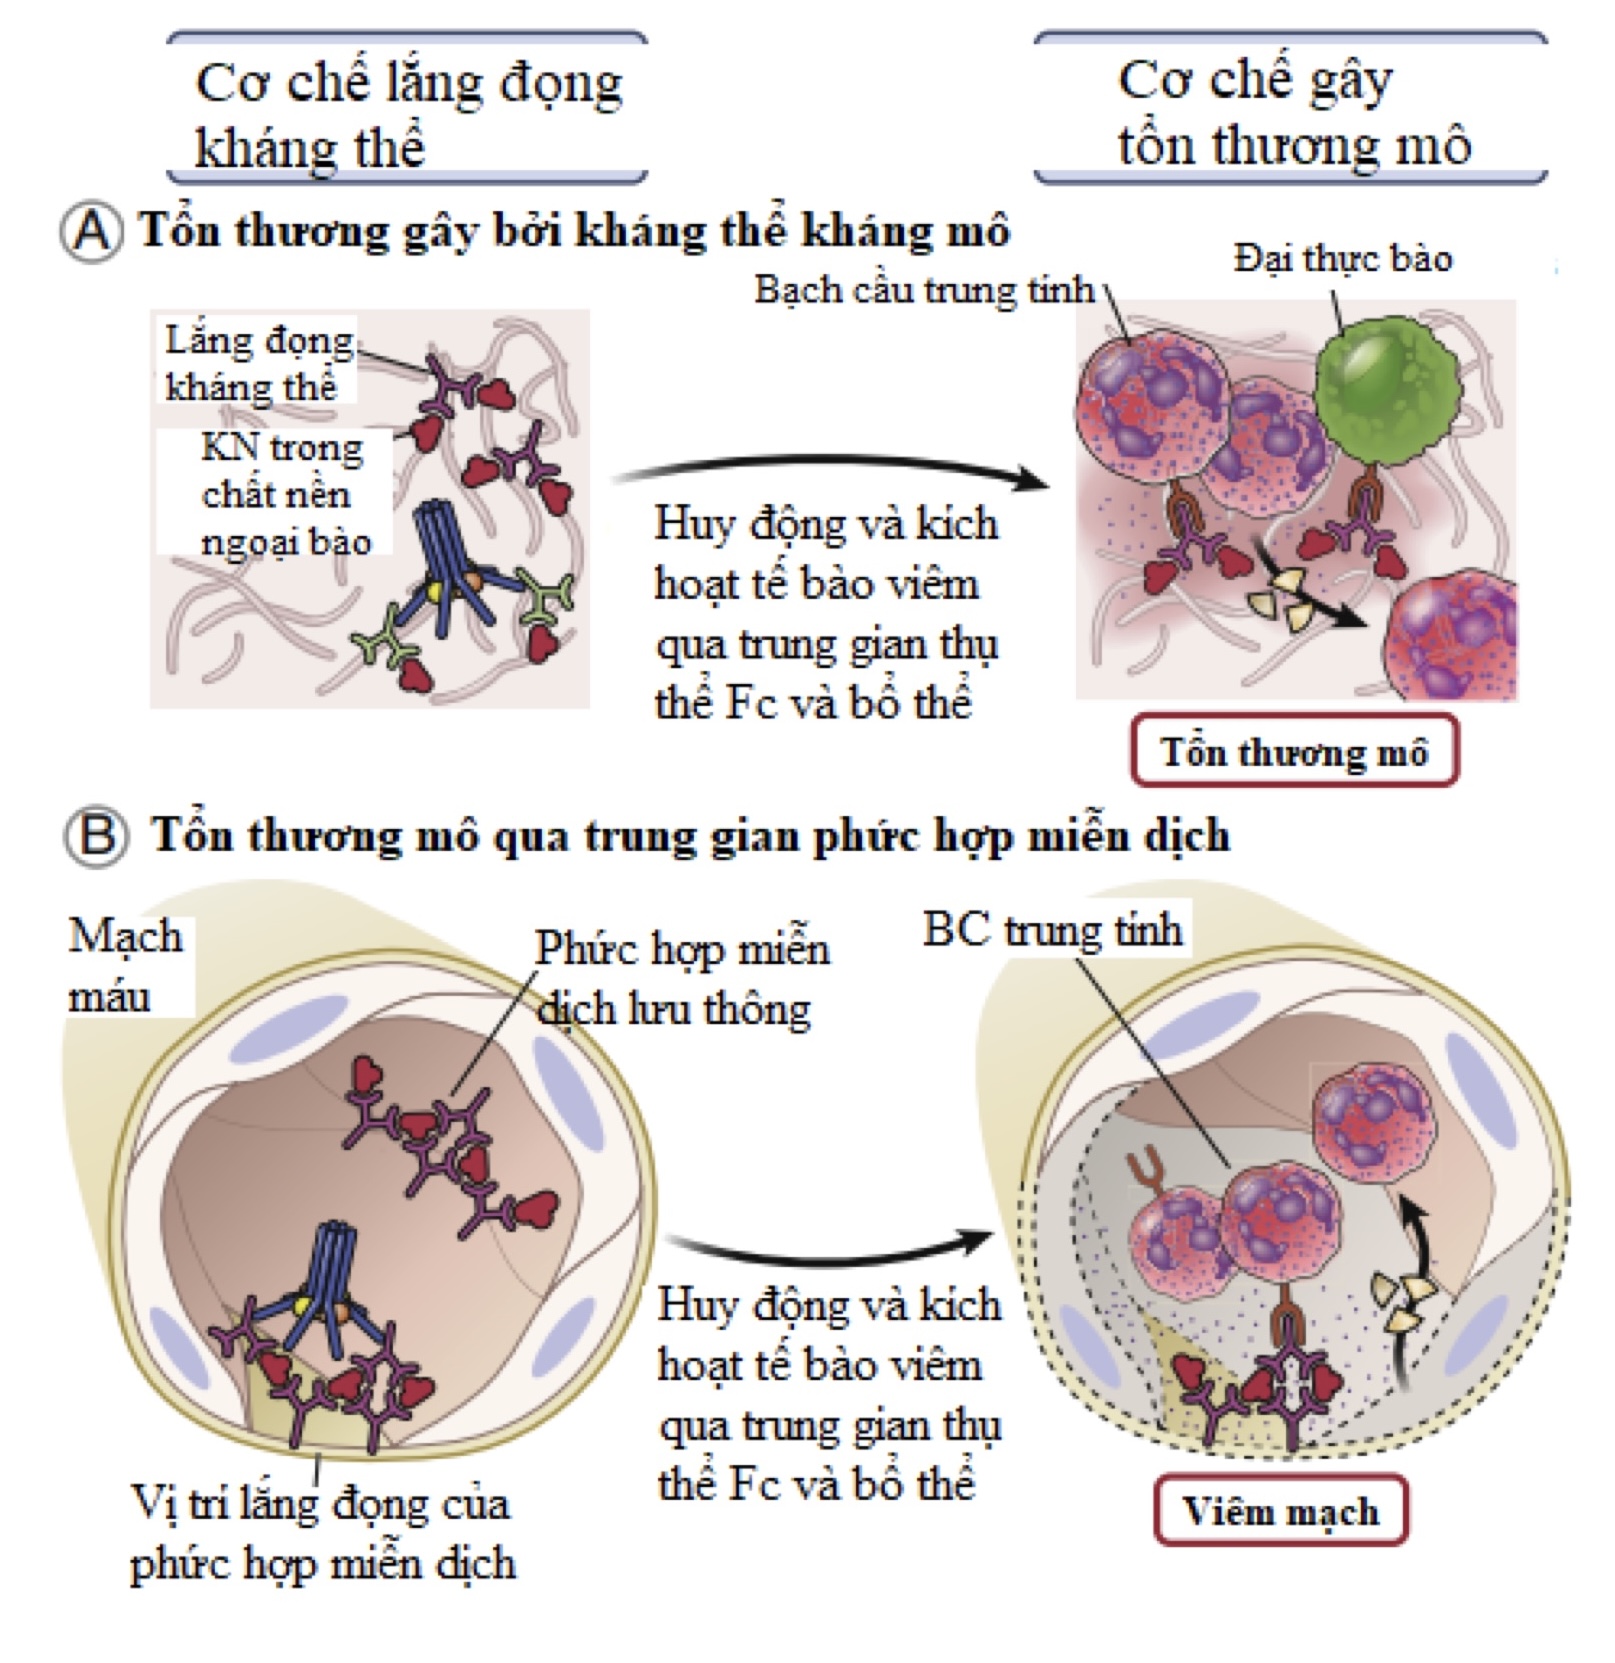 Cơ chế lắng đọng
kháng thể
Cơ chế gây
tổn thương mô
A Tổn thương gây bởi kháng thể kháng mô
Bạch cầu trung tính
Đại thực bào
Lắng đọng
kháng thể
KN trong
chất nền
ngoại bào
Huy động và kích
hoạt tế bào viêm
qua trung gian thụ
thể Fc và bổ thể
Tổn thương mô
B Tổn thương mô qua trung gian phức hợp miễn dịch
Mạch
máu
Phức hợp miễn
dịch lưu thông
BC trung tính
Huy động và kích
hoạt tế bào viêm
qua trung gian thụ
thể Fc và bổ thể
Vị trí lắng đọng của
phức hợp miễn dịch
Viêm mạch